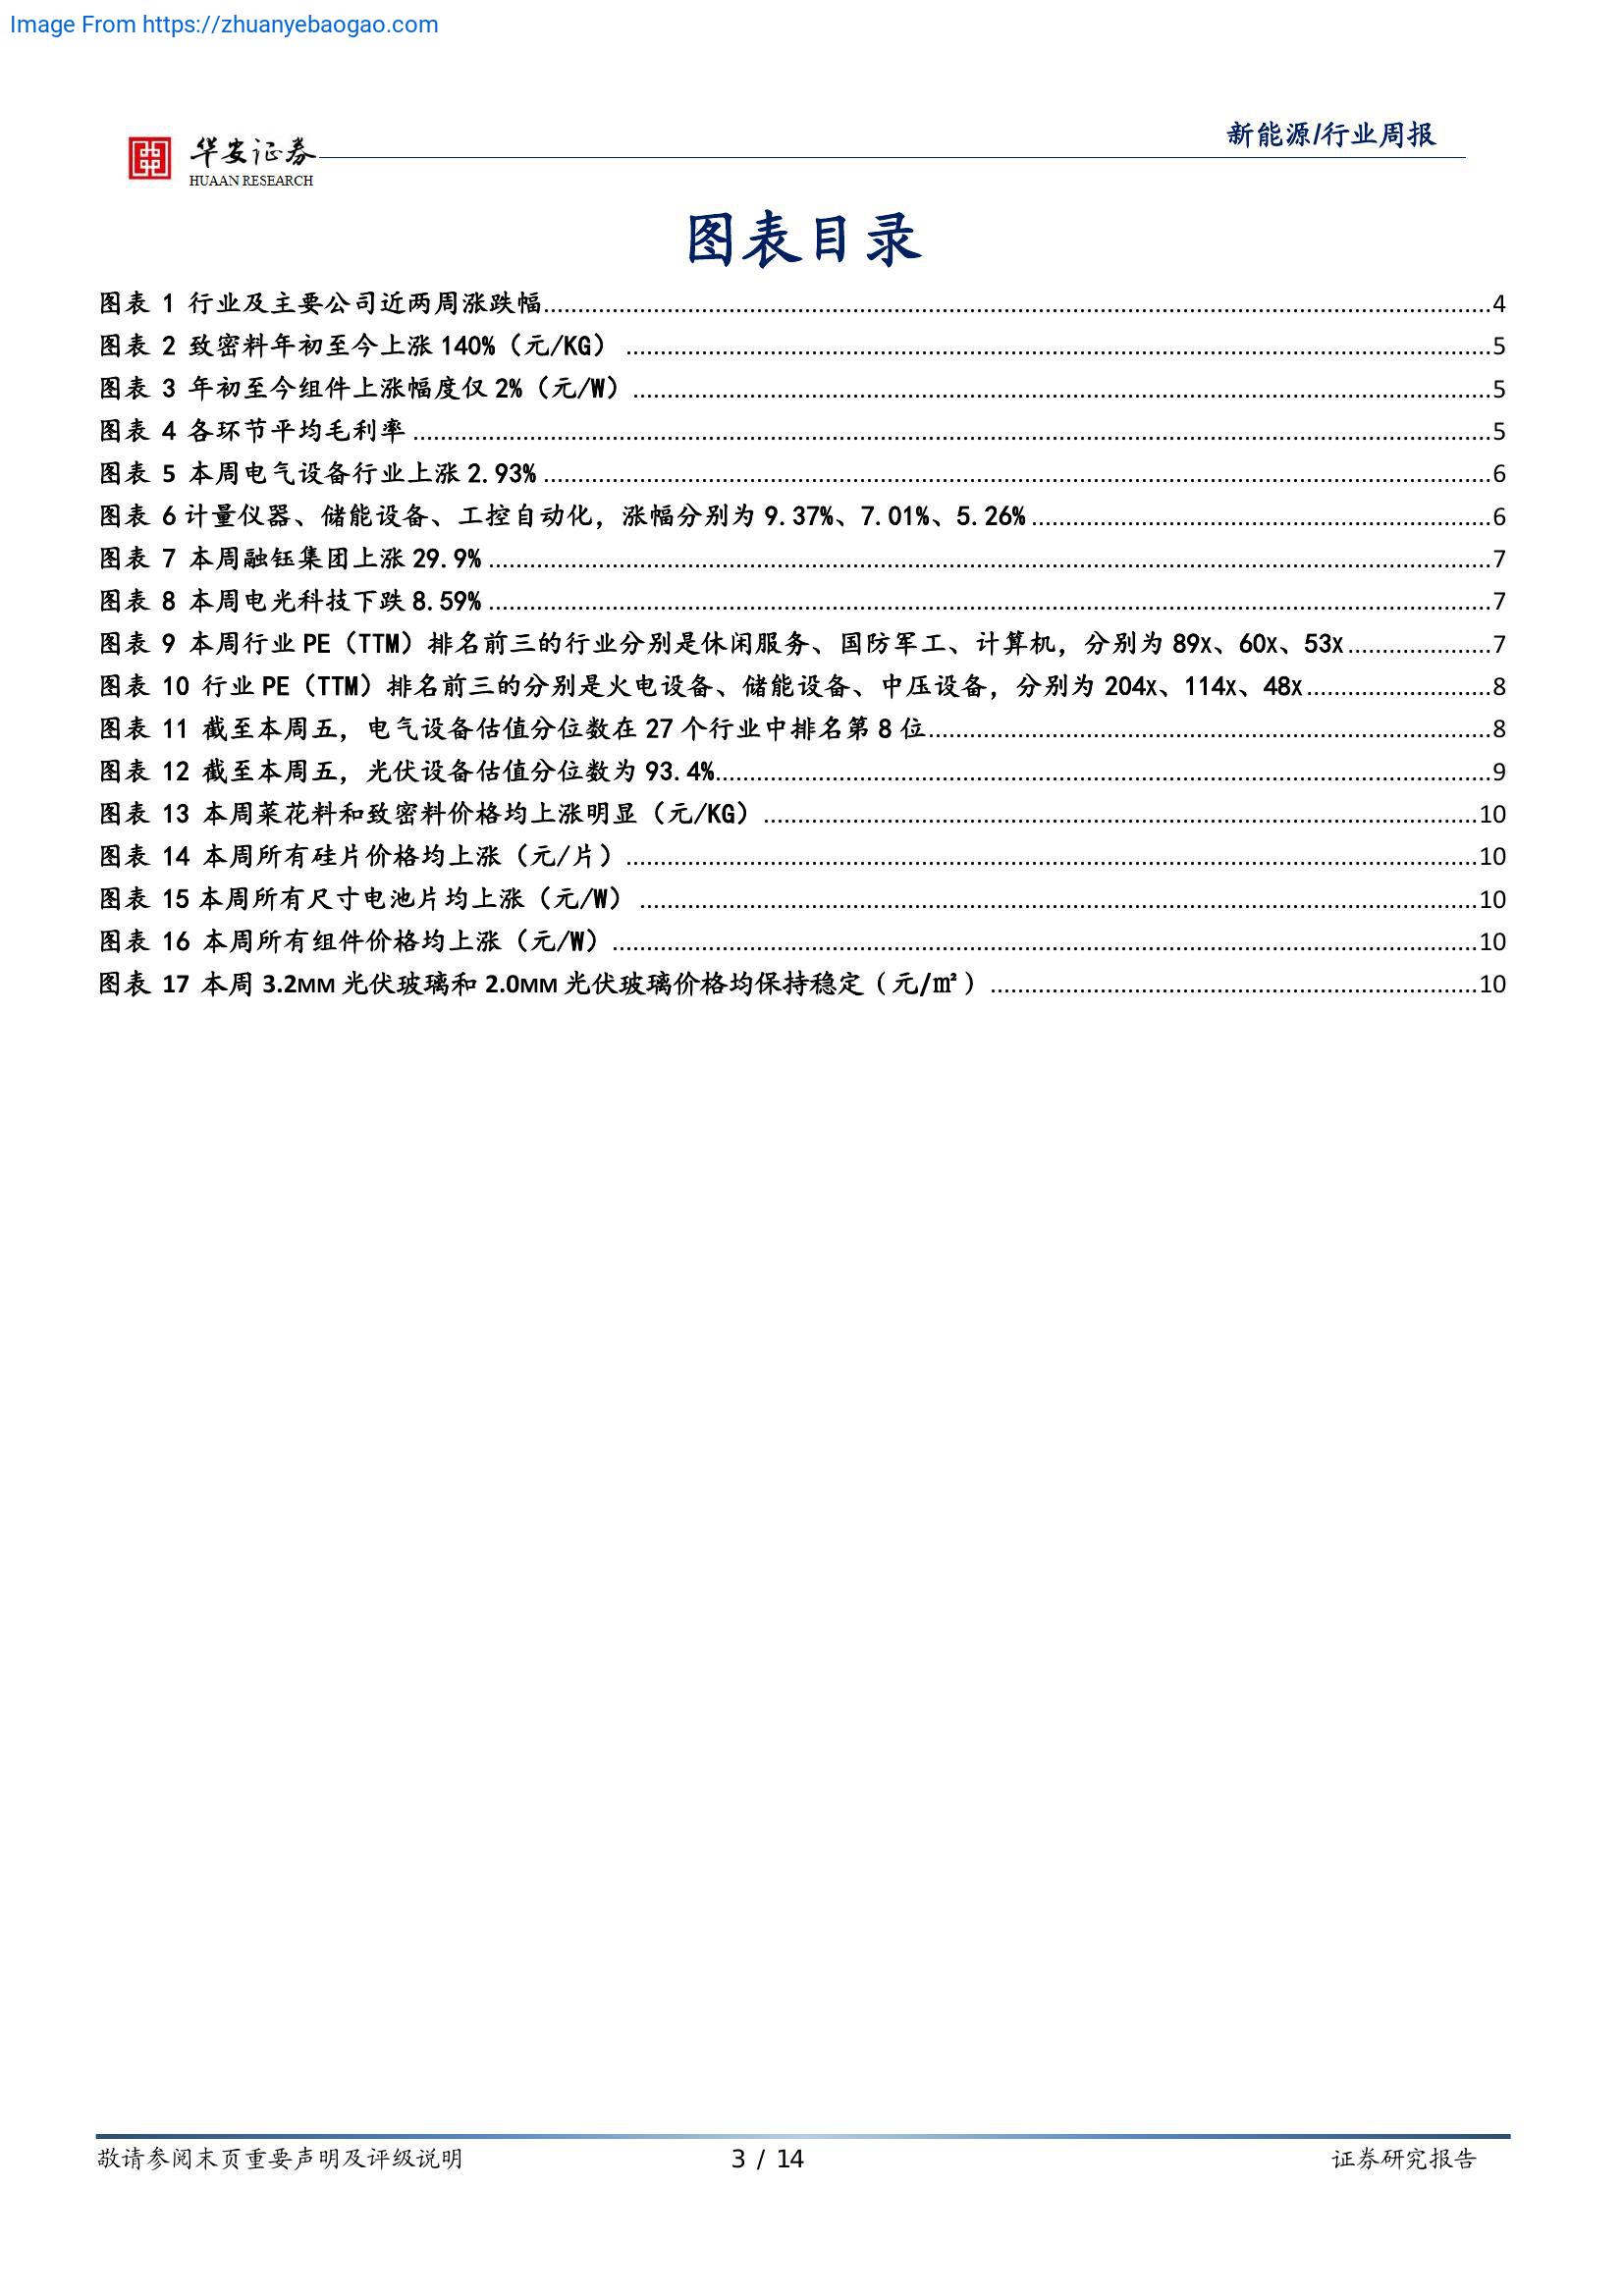 Image From https://zhuanyebaogao.com
华安证券
HUAAN RESEARCH
新能源/行业周报
图表目录
图表 1 行业及主要公司近两周涨跌幅........4
图表 2 致密料年初至今上涨 140%（元/KG）........5
图表 3 年初至今组件上涨幅度仅 2%（元/W）........5
图表 4 各环节平均毛利率........5
图表 5 本周电气设备行业上涨 2.93%........6
图表 6 计量仪器、储能设备、工控自动化，涨幅分别为 9.37%、7.01%、5.26%........6
图表 7 本周融钰集团上涨 29.9%........7
图表 8 本周电光科技下跌 8.59%........7
图表 9 本周行业 PE（TTM）排名前三的行业分别是休闲服务、国防军工、计算机，分别为 89X、60X、53X........7
图表 10 行业 PE（TTM）排名前三的分别是火电设备、储能设备、中压设备，分别为 204X、114X、48X........8
图表 11 截至本周五，电气设备估值分位数在 27 个行业中排名第 8 位........8
图表 12 截至本周五，光伏设备估值分位数为 93.4%........9
图表 13 本周菜花料和致密料价格均上涨明显（元/KG）........10
图表 14 本周所有硅片价格均上涨（元/片）........10
图表 15 本周所有尺寸电池片均上涨（元/W）........10
图表 16 本周所有组件价格均上涨（元/W）........10
图表 17 本周 3.2MM 光伏玻璃和 2.0MM 光伏玻璃价格均保持稳定（元/㎡）........10
敬请参阅末页重要声明及评级说明
3 / 14
证券研究报告